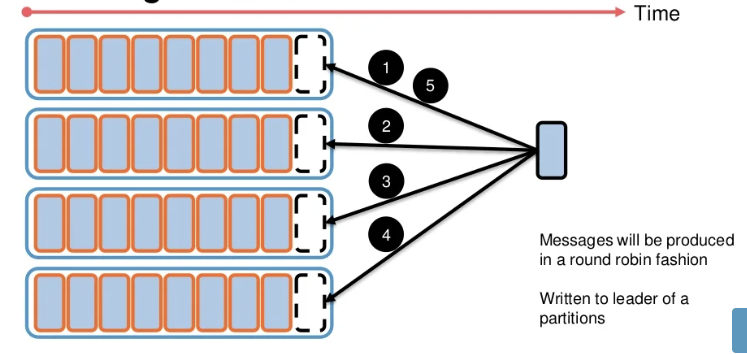 Time
1
5
2
3
4
Messages will be produced
in a round robin fashion
Written to leader of a
partitions